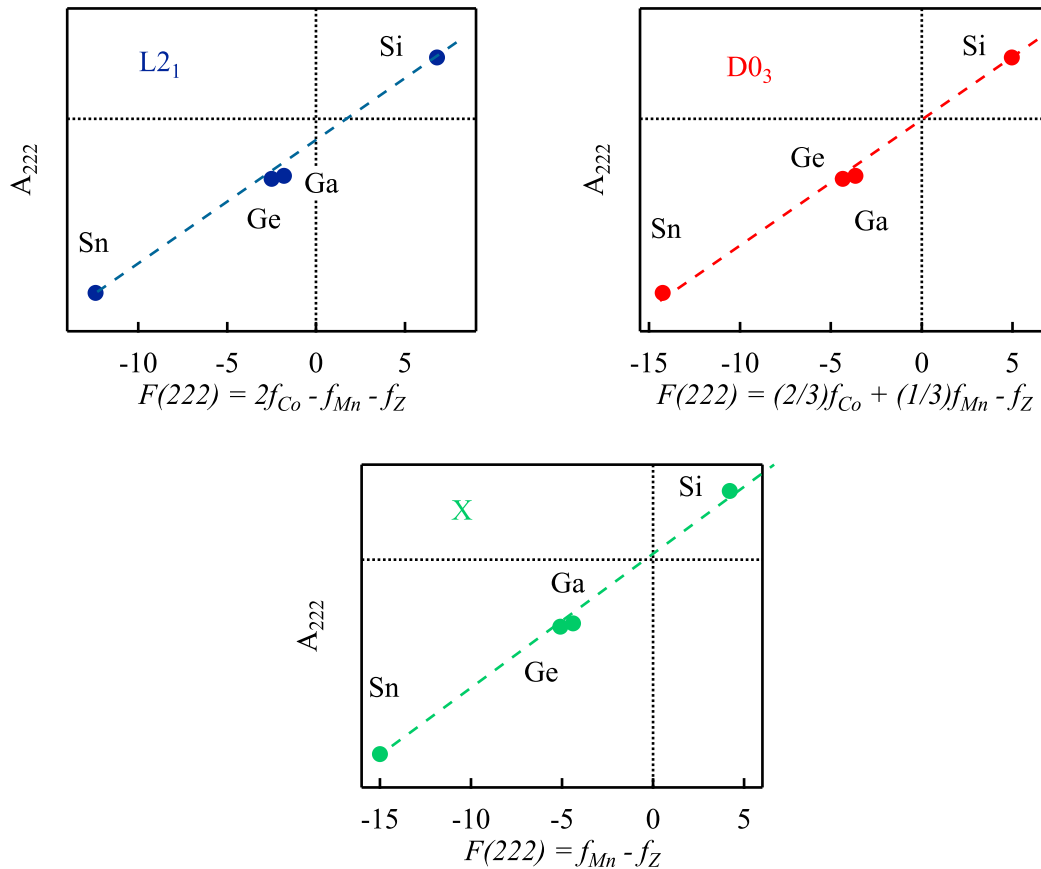 L2₁
Si
A₂₂₂
Ga
Ge
Sn
-10 -5 0 5
F(222) = 2f_Co - f_Mn - f_Z
D0₃
Si
A₂₂₂
Ge
Ga
Sn
-15 -10 -5 0 5
F(222) = (2/3)f_Co + (1/3)f_Mn - f_Z
X
Si
A₂₂₂
Ga
Ge
Sn
-15 -10 -5 0 5
F(222) = f_Mn - f_Z